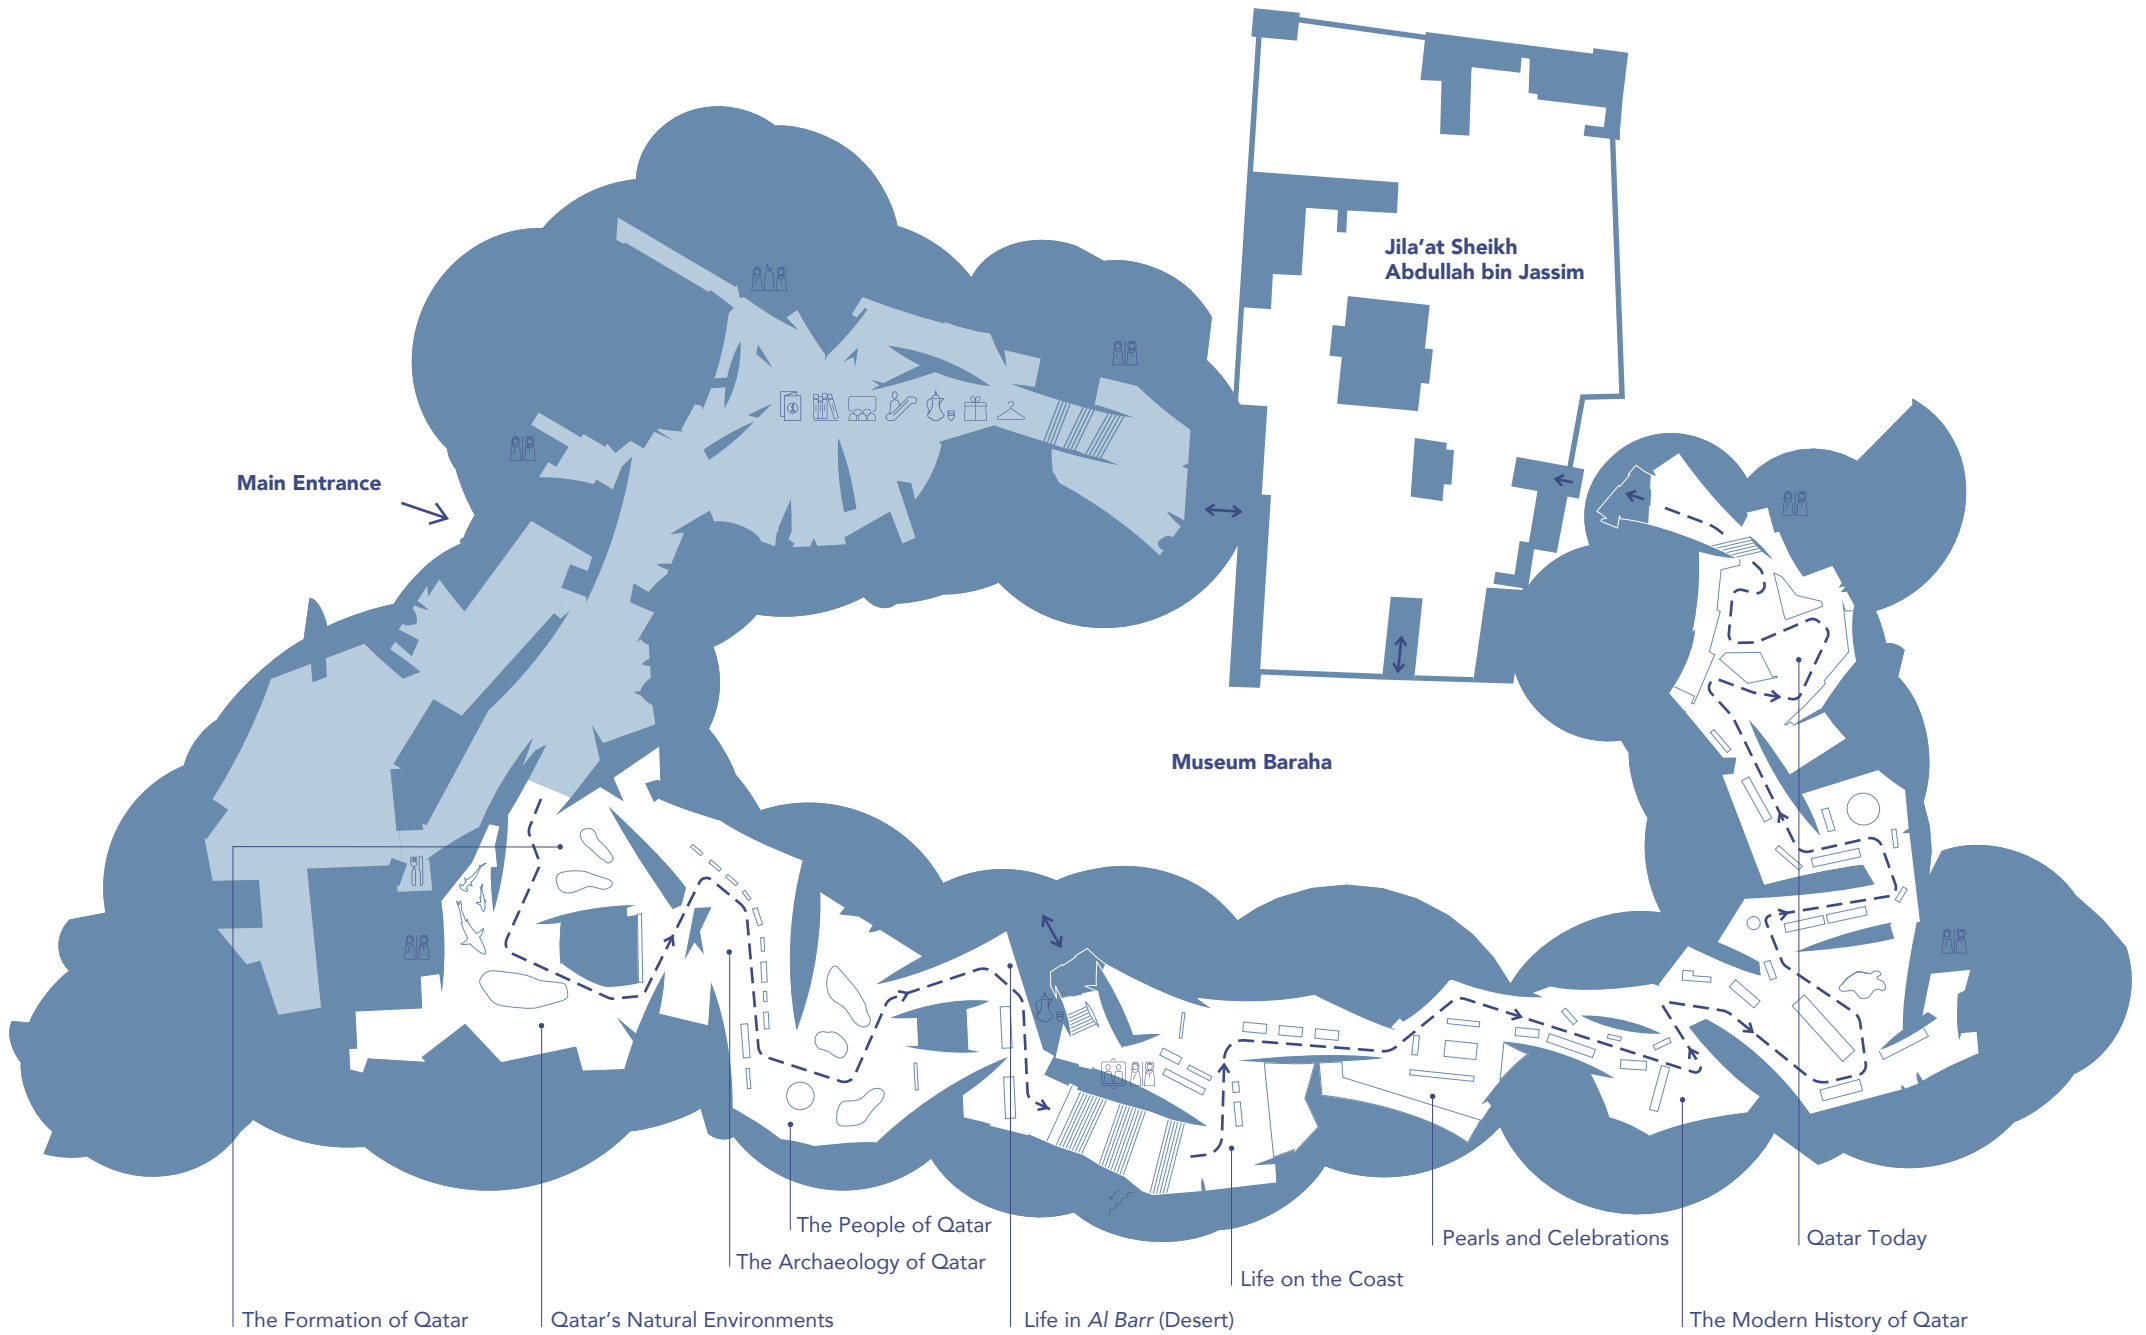 Jila’at Sheikh
Abdullah bin Jassim
Main Entrance
Museum Baraha
The People of Qatar
The Archaeology of Qatar
Pearls and Celebrations
Qatar Today
Life on the Coast
The Formation of Qatar
Qatar’s Natural Environments
Life in Al Barr (Desert)
The Modern History of Qatar